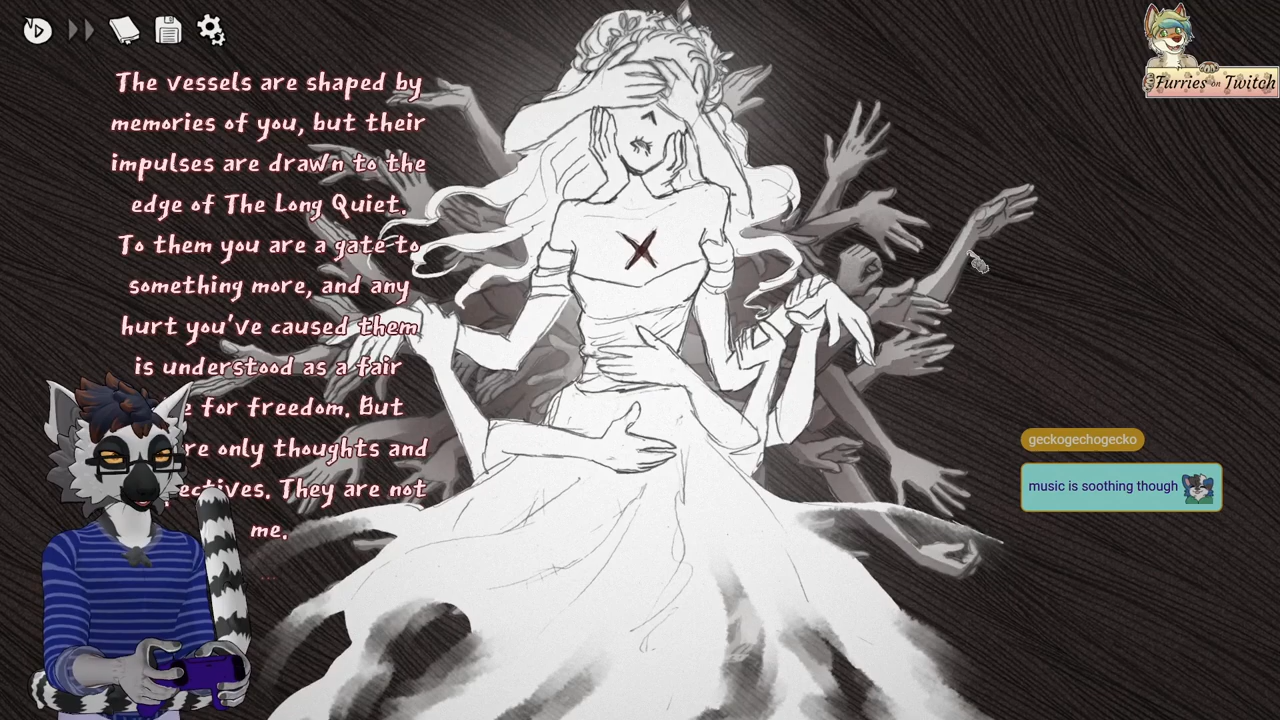 The vessels are shaped by
memories of you, but their
impulses are drawn to the
edge of The Long Quiet.
To them you are a gate to
something more, and any
hurt you've caused them
is understood as a fair
for freedom. But
only thoughts and
They are not
me.
...
Furries on Twitch
geckogechogecko
music is soothing though